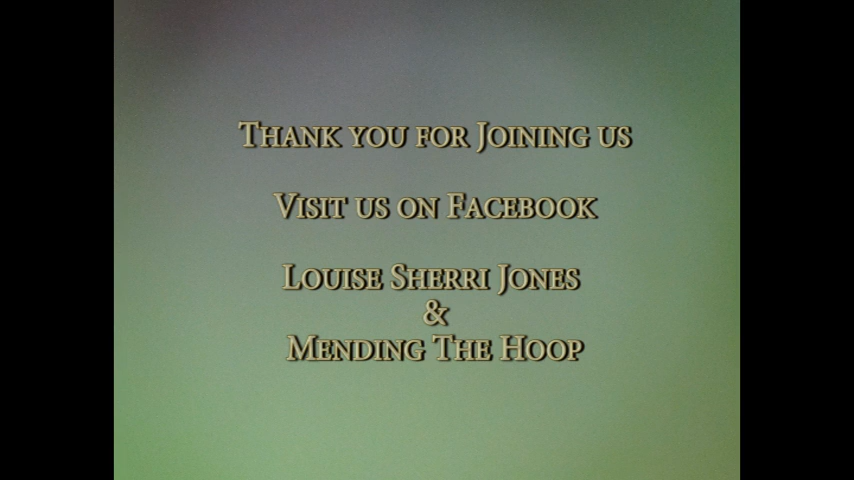 Thank you for Joining us
Visit us on Facebook
Louise Sherri Jones
&
Mending The Hoop